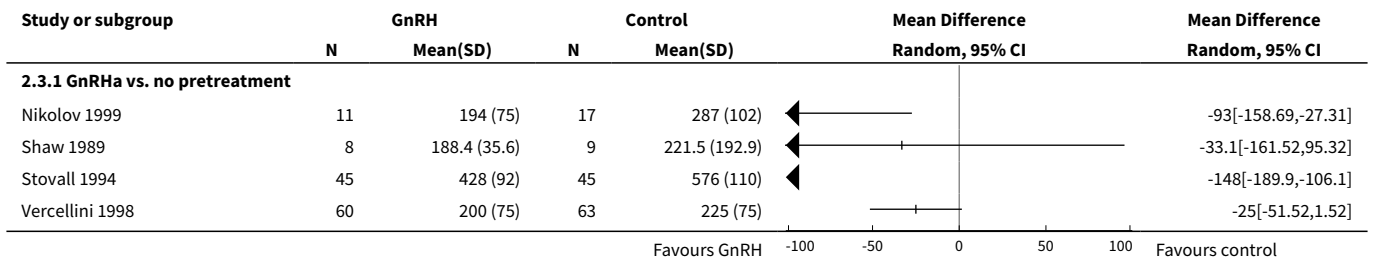 Study or subgroup GnRH Control Mean Difference Mean Difference
N Mean(SD) N Mean(SD) Random, 95% CI Random, 95% CI
2.3.1 GnRHa vs. no pretreatment
Nikolov 1999 11 194 (75) 17 287 (102) -93[-158.69,-27.31]
Shaw 1989 8 188.4 (35.6) 9 221.5 (192.9) -33.1[-161.52,95.32]
Stovall 1994 45 428 (92) 45 576 (110) -148[-189.9,-106.1]
Vercellini 1998 60 200 (75) 63 225 (75) -25[-51.52,1.52]
Favours GnRH -100 -50 0 50 100 Favours control